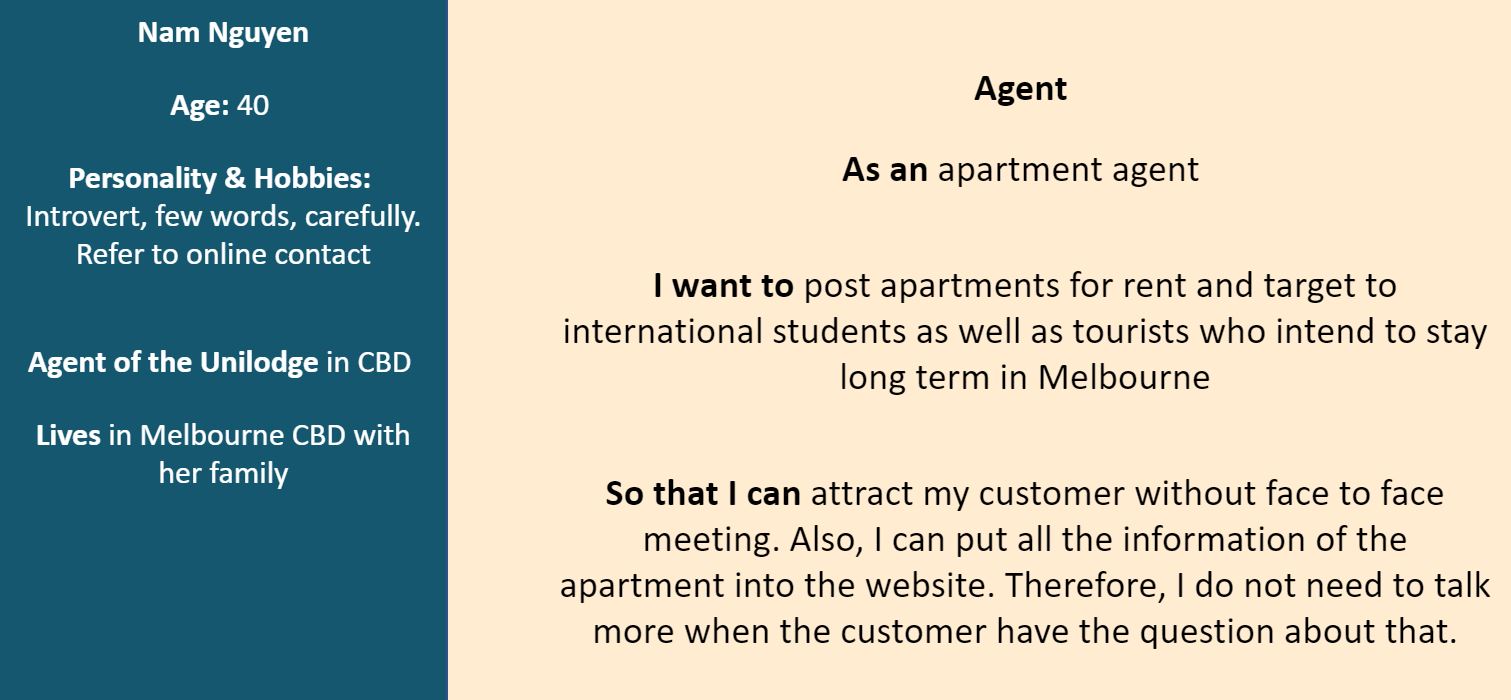 Nam Nguyen
Age: 40
Personality & Hobbies:
Introvert, few words, carefully.
Refer to online contact
Agent of the Unilodge in CBD
Lives in Melbourne CBD with
her family
Agent
As an apartment agent
I want to post apartments for rent and target to
international students as well as tourists who intend to stay
long term in Melbourne
So that I can attract my customer without face to face
meeting. Also, I can put all the information of the
apartment into the website. Therefore, I do not need to talk
more when the customer have the question about that.